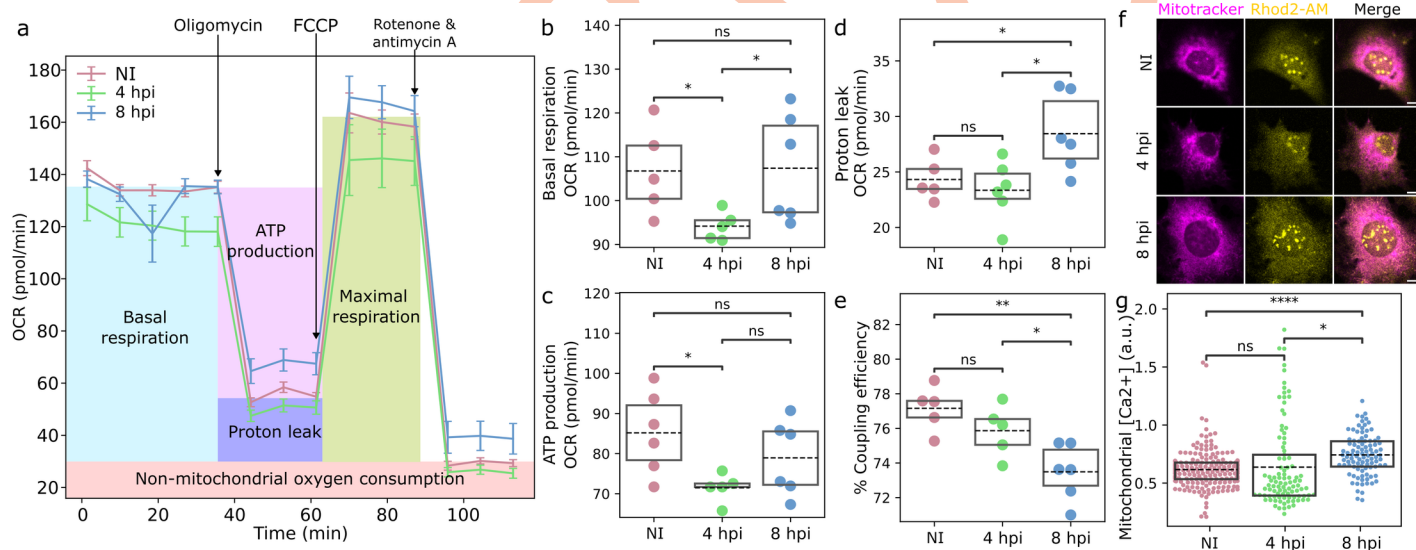 a
Oligomycin
FCCP
Rotenone &
antimycin A
180
160
140
120
100
80
60
40
20
OCR (pmol/min)
NI
4 hpi
8 hpi
Basal
respiration
ATP
production
Maximal
respiration
Proton leak
Non-mitochondrial oxygen consumption
0
20
40
60
80
100
Time (min)
b
Basal respiration
OCR (pmol/min)
140
130
120
110
100
90
ns
*
*
NI
4 hpi
8 hpi
c
ATP production
OCR (pmol/min)
120
110
100
90
80
70
ns
ns
*
NI
4 hpi
8 hpi
d
Proton leak
OCR (pmol/min)
40
35
30
25
20
*
*
ns
NI
4 hpi
8 hpi
e
% Coupling efficiency
82
80
78
76
74
72
**
*
ns
NI
4 hpi
8 hpi
f
Mitotracker
Rhod2-AM
Merge
NI
4 hpi
8 hpi
g
Mitochondrial [Ca2+] (a.u.)
2.0
1.5
1.0
0.5
****
*
ns
NI
4 hpi
8 hpi